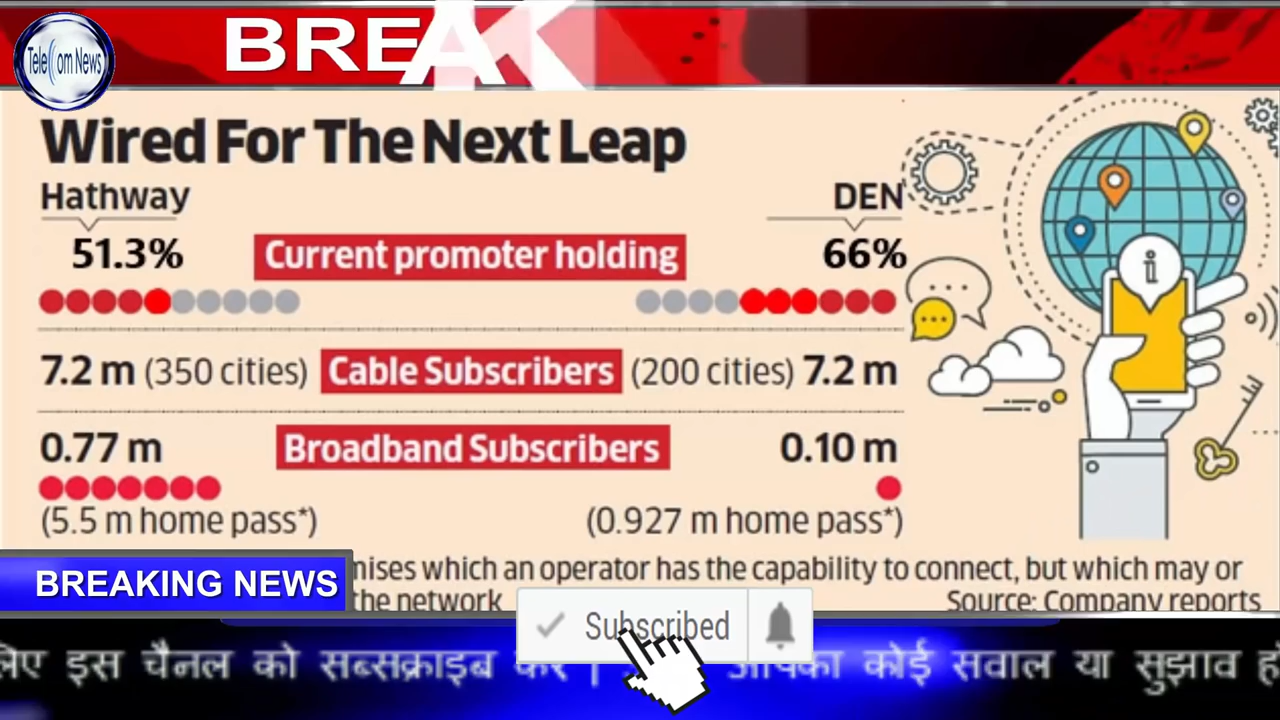 BREAK
Tele(om News
Wired For The Next Leap
Hathway DEN
51.3% Current promoter holding 66%
7.2 m (350 cities) Cable Subscribers (200 cities) 7.2 m
0.77 m Broadband Subscribers 0.10 m
(5.5 m home pass*) (0.927 m home pass*)
i
which an operator has the capability to connect, but which may or
BREAKING NEWS
the network Source: Company reports
Subscribed
इस चैनल को सब्सक्राइब करें | आपका कोई सवाल या सुझाव